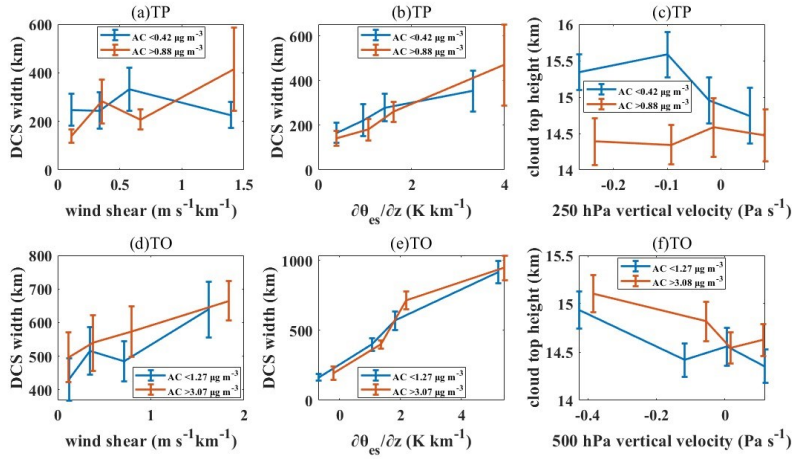 (a)TP
AC <0.42 μg m⁻³
AC >0.88 μg m⁻³
600
400
200
0
DCS width (km)
0
0.5
1
1.5
wind shear (m s⁻¹km⁻¹)
(b)TP
AC <0.42 μg m⁻³
AC >0.88 μg m⁻³
600
400
200
0
DCS width (km)
0
1
2
3
4
∂θes/∂z (K km⁻¹)
(c)TP
AC <0.42 μg m⁻³
AC >0.88 μg m⁻³
16
15.5
15
14.5
14
cloud top height (km)
-0.2
-0.1
0
250 hPa vertical velocity (Pa s⁻¹)
(d)TO
AC <1.27 μg m⁻³
AC >3.07 μg m⁻³
800
700
600
500
400
DCS width (km)
0
1
2
wind shear (m s⁻¹km⁻¹)
(e)TO
AC <1.27 μg m⁻³
AC >3.07 μg m⁻³
1000
500
0
DCS width (km)
0
2
4
∂θes/∂z (K km⁻¹)
(f)TO
AC <1.27 μg m⁻³
AC >3.08 μg m⁻³
15.5
15
14.5
14
cloud top height (km)
-0.4
-0.2
0
500 hPa vertical velocity (Pa s⁻¹)